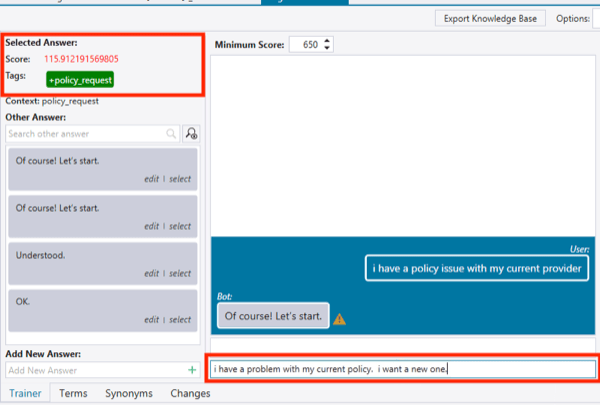 Export Knowledge Base Options:
Selected Answer:
Score: 115.912191569805
Tags: +policy_request
Context: policy_request
Other Answer:
Search other answer
Of course! Let's start.
edit | select
Of course! Let's start.
edit | select
Understood.
edit | select
OK.
edit | select
Add New Answer:
Add New Answer +
Minimum Score: 650
User:
i have a policy issue with my current provider
Bot:
Of course! Let's start.
i have a problem with my current policy.  i want a new one.
Trainer Terms Synonyms Changes